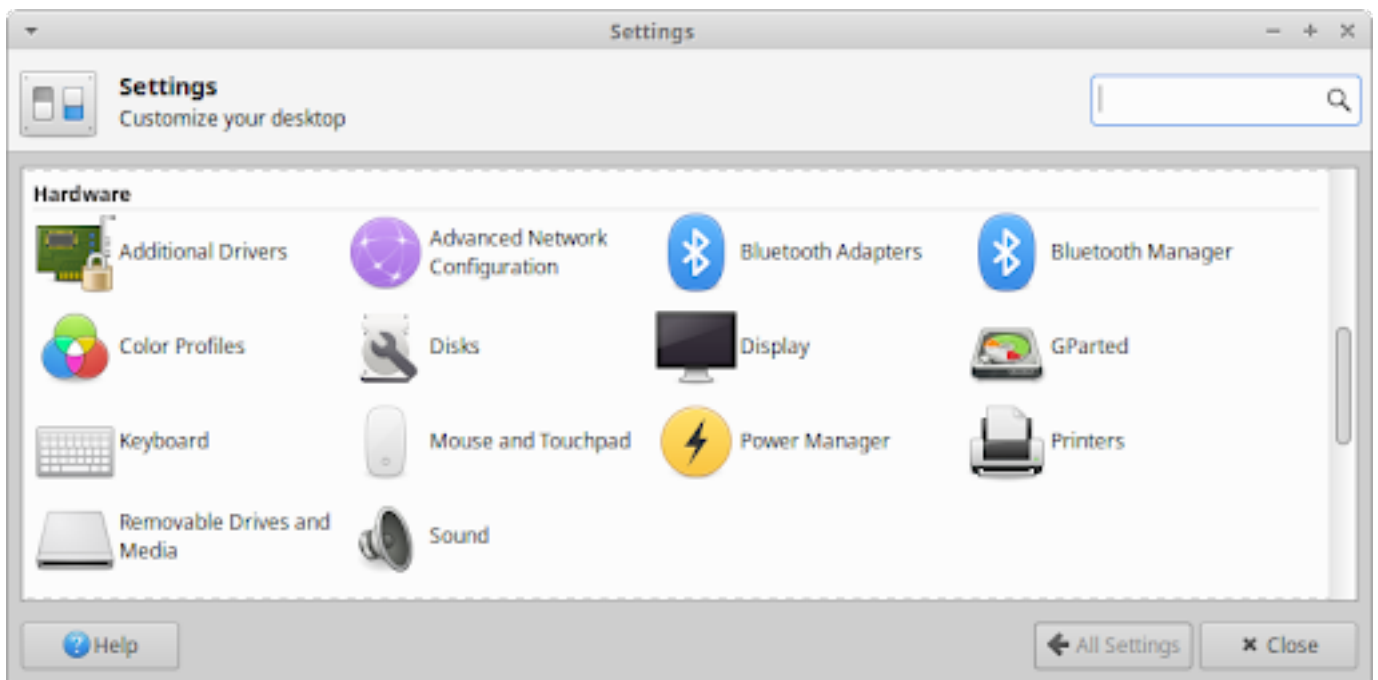 Settings
Settings
Customize your desktop
Hardware
Additional Drivers
Advanced Network
Configuration
Bluetooth Adapters
Bluetooth Manager
Color Profiles
Disks
Display
GParted
Keyboard
Mouse and Touchpad
Power Manager
Printers
Removable Drives and
Media
Sound
Help
All Settings
Close